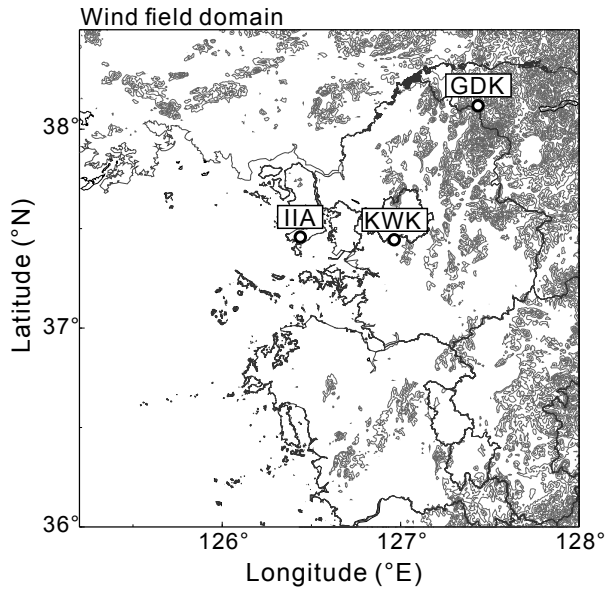 Wind field domain
GDK
38°
IIA
KWK
Latitude (°N)
37°
36°
126°
127°
128°
Longitude (°E)